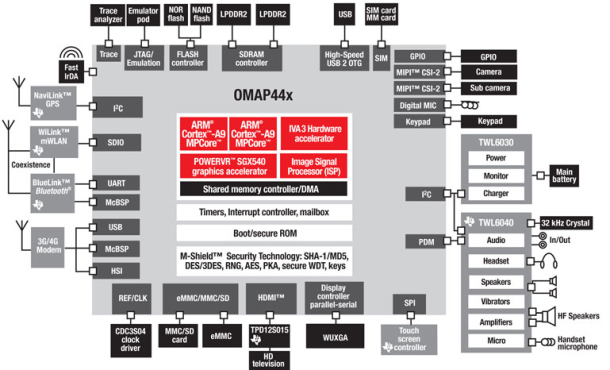 Trace
analyzer
Emulator
pod
NOR
flash
NAND
flash
LPDDR2
LPDDR2
USB
SIM card
MM card
Trace
JTAG/
Emulation
FLASH
controller
SDRAM
controller
High-Speed
USB 2 OTG
SIM
GPIO
GPIO
MIPI™ CSI-2
Camera
MIPI™ CSI-2
Sub camera
Digital MIC
Keypad
Keypad
Fast
IrDA
OMAP44x
NaviLink™
GPS
I²C
WiLink™
mWLAN
SDIO
Coexistence
BlueLink™
Bluetooth®
UART
McBSP
3G/4G
Modem
USB
McBSP
HSI
ARM®
Cortex™-A9
MPCore™
ARM®
Cortex™-A9
MPCore™
IVA 3 Hardware
accelerator
POWERVR™ SGX540
graphics accelerator
Image Signal
Processor (ISP)
Shared memory controller/DMA
Timers, Interrupt controller, mailbox
Boot/secure ROM
M-Shield™ Security Technology: SHA-1/MD5,
DES/3DES, RNG, AES, PKA, secure WDT, keys
TWL6030
Power
Monitor
Charger
Main
battery
I²C
PDM
TWL6040
32 kHz Crystal
Audio
In/Out
Headset
Speakers
Vibrators
Amplifiers
HF Speakers
Micro
Handset
microphone
REF/CLK
eMMC/MMC/SD
HDMI™
Display
controller
parallel-serial
SPI
CDC3S04
clock
driver
MMC/SD
card
eMMC
TPD12S015
HD
television
WUXGA
Touch
screen
controller